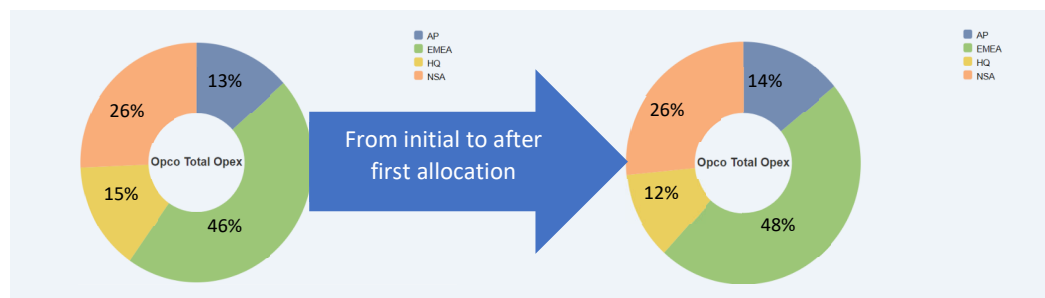 AP
EMEA
HQ
NSA
13%
26%
Opco Total Opex
15%
46%
From initial to after
first allocation
AP
EMEA
HQ
NSA
14%
26%
Opco Total Opex
12%
48%